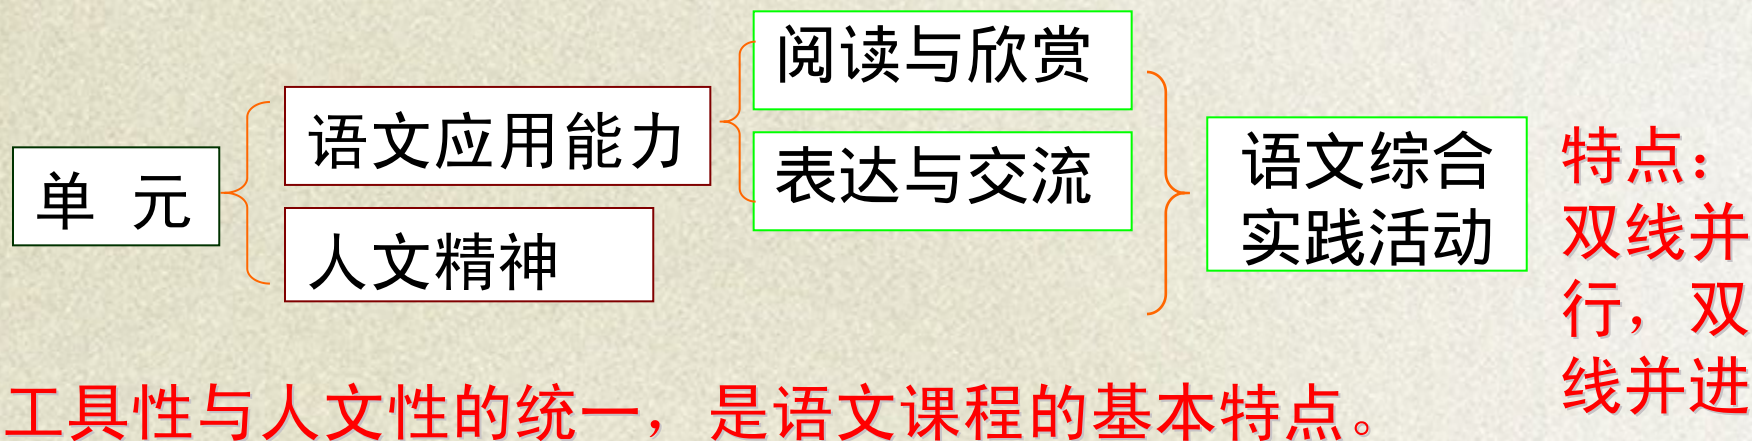 单 元
语文应用能力
人文精神
阅读与欣赏
表达与交流
语文综合
实践活动
特点：
双线并
行，双
线并进
工具性与人文性的统一，是语文课程的基本特点。